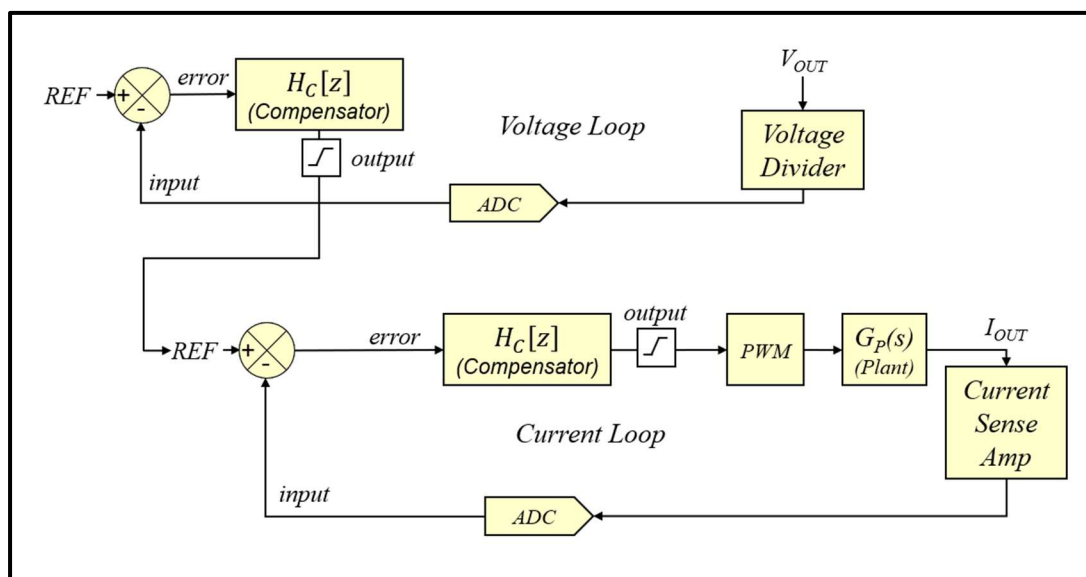 REF
+
-
error
H_C[z]
(Compensator)
output
input
Voltage Loop
ADC
V_OUT
Voltage
Divider
REF
+
-
error
H_C[z]
(Compensator)
output
PWM
G_P(s)
(Plant)
I_OUT
Current
Sense
Amp
Current Loop
input
ADC